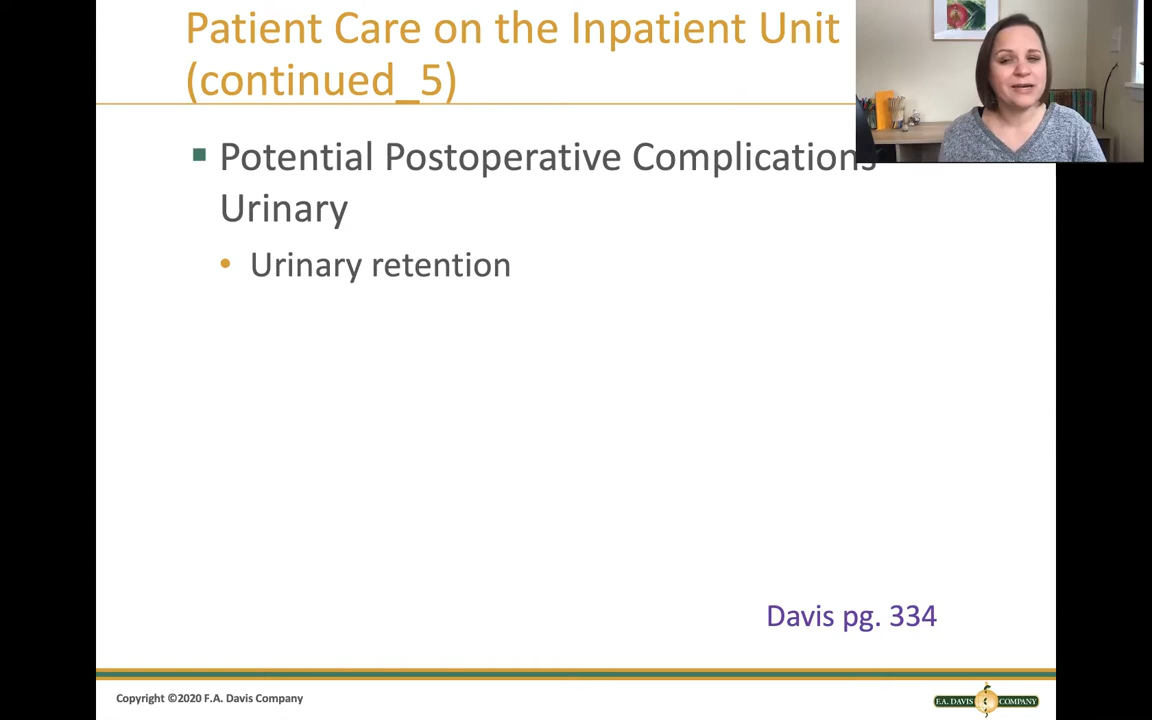 Patient Care on the Inpatient Unit
(continued_5)
Potential Postoperative Complications
Urinary
Urinary retention
Davis pg. 334
Copyright ©2020 F.A. Davis Company
F.A. DAVIS COMPANY